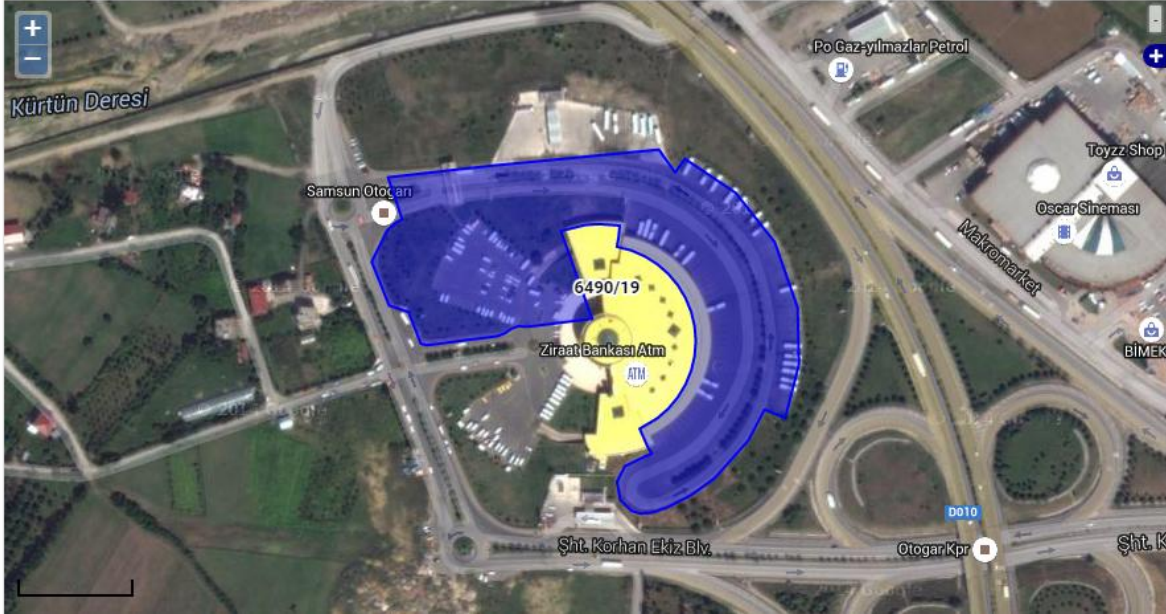 +
-
+
Po Gaz-yılmazlar Petrol
Kürtün Deresi
Toyzz Shop
Samsun Otogarı
Oscar Sineması
Makromarket
6490/19
Ziraat Bankası Atm
ATM
BİMEK
D010
Şht. Korhan Ekiz Blv.
Otogar Kpr
Şht. K